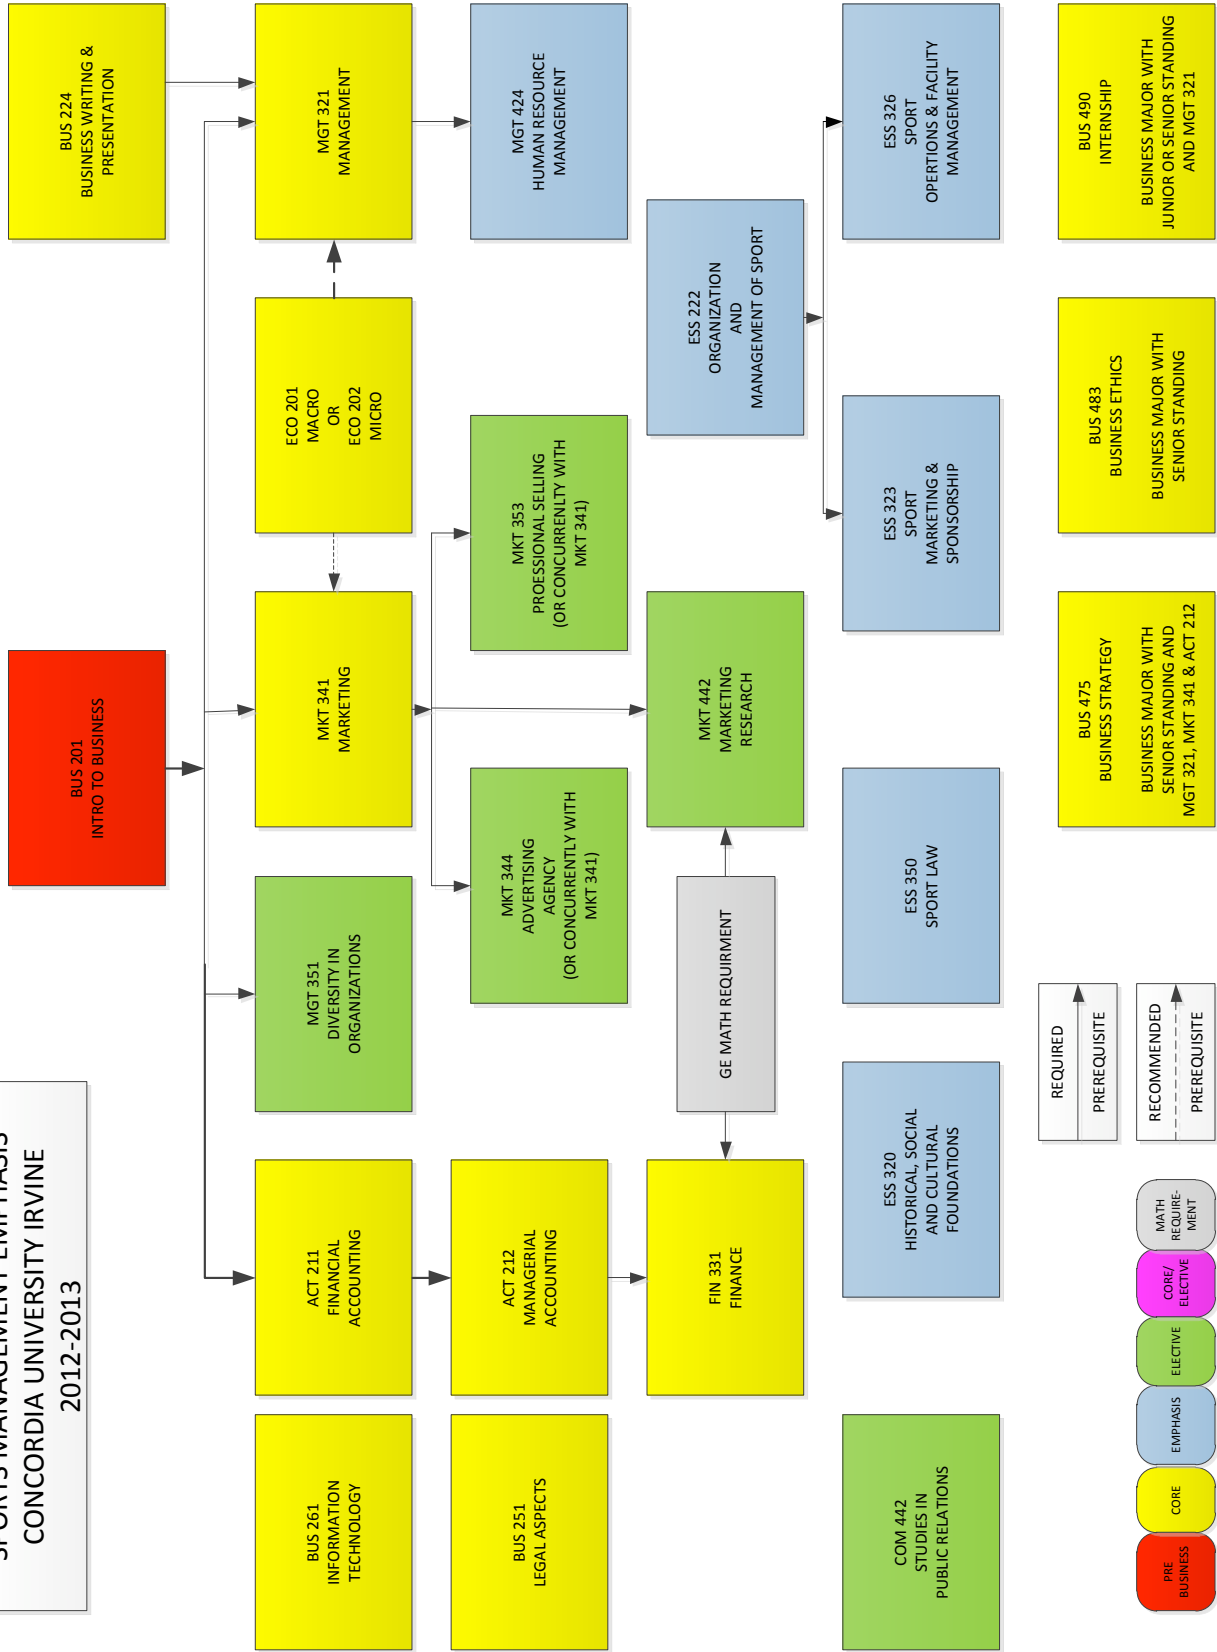 SPORTS MANAGEMENT EMPHASIS
CONCORDIA UNIVERSITY IRVINE
2012-2013
BUS 201
INTRO TO BUSINESS
BUS 224
BUSINESS WRITING &
PRESENTATION
BUS 261
INFORMATION
TECHNOLOGY
ACT 211
FINANCIAL
ACCOUNTING
MGT 351
DIVERSITY IN
ORGANIZATIONS
MKT 341
MARKETING
ECO 201
MACRO
OR
ECO 202
MICRO
MGT 321
MANAGEMENT
BUS 251
LEGAL ASPECTS
ACT 212
MANAGERIAL
ACCOUNTING
MKT 344
ADVERTISING
AGENCY
(OR CONCURRENTLY WITH
MKT 341)
MKT 353
PROESSIONAL SELLING
(OR CONCURRENLTY WITH
MKT 341)
MGT 424
HUMAN RESOURCE
MANAGEMENT
FIN 331
FINANCE
GE MATH REQUIRMENT
MKT 442
MARKETING
RESEARCH
ESS 222
ORGANIZATION
AND
MANAGEMENT OF SPORT
COM 442
STUDIES IN
PUBLIC RELATIONS
ESS 320
HISTORICAL, SOCIAL
AND CULTURAL
FOUNDATIONS
ESS 350
SPORT LAW
ESS 323
SPORT
MARKETING &
SPONSORSHIP
ESS 326
SPORT
OPERTIONS & FACILITY
MANAGEMENT
PRE
BUSINESS
CORE
EMPHASIS
ELECTIVE
CORE/
ELECTIVE
MATH
REQUIRE-
MENT
REQUIRED
PREREQUISITE
RECOMMENDED
PREREQUISITE
BUS 475
BUSINESS STRATEGY
BUSINESS MAJOR WITH
SENIOR STANDING AND
MGT 321, MKT 341 & ACT 212
BUS 483
BUSINESS ETHICS
BUSINESS MAJOR WITH
SENIOR STANDING
BUS 490
INTERNSHIP
BUSINESS MAJOR WITH
JUNIOR OR SENIOR STANDING
AND MGT 321